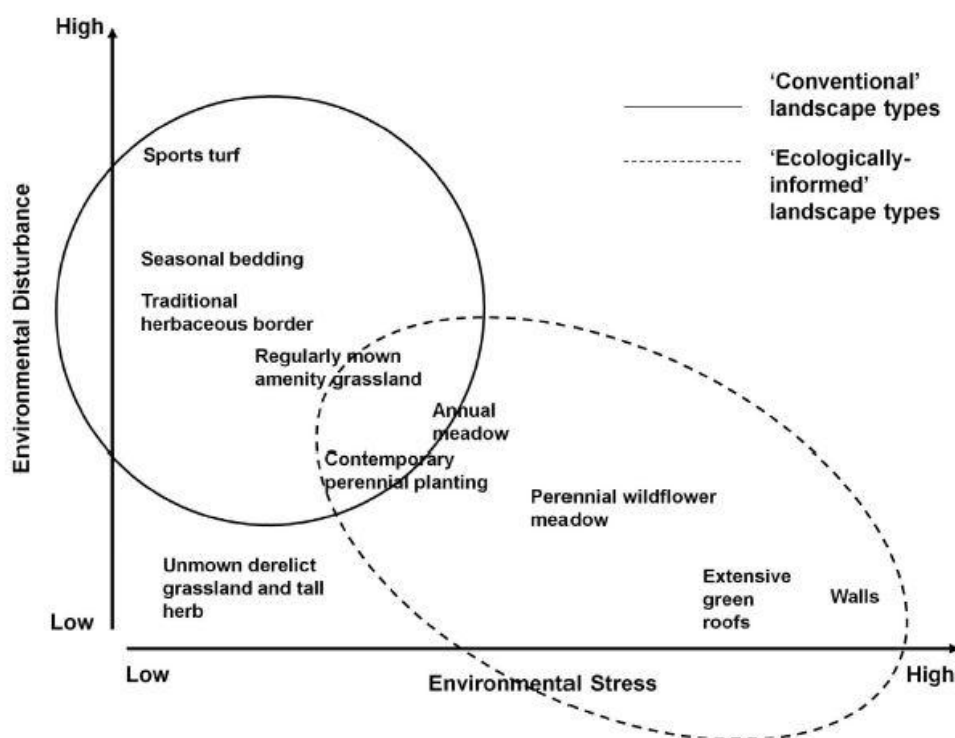 High
'Conventional'
landscape types
'Ecologically-
informed'
landscape types
Sports turf
Environmental Disturbance
Seasonal bedding
Traditional
herbaceous border
Regularly mown
amenity grassland
Annual
meadow
Contemporary
perennial planting
Perennial wildflower
meadow
Unmown derelict
grassland and tall
herb
Extensive
green
roofs
Walls
Low
Low
Environmental Stress
High